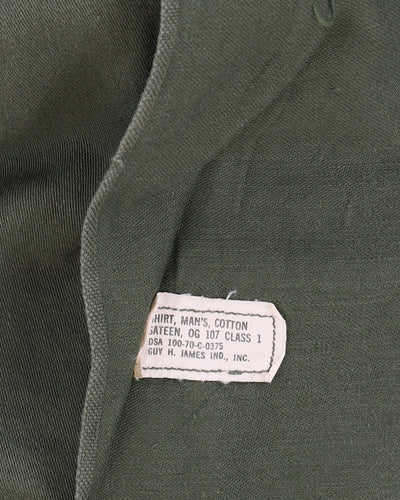 SHIRT, MAN'S, COTTON
SATEEN, OG 107 CLASS 1
DSA 100-70-C-0375
GUY H. JAMES IND., INC.